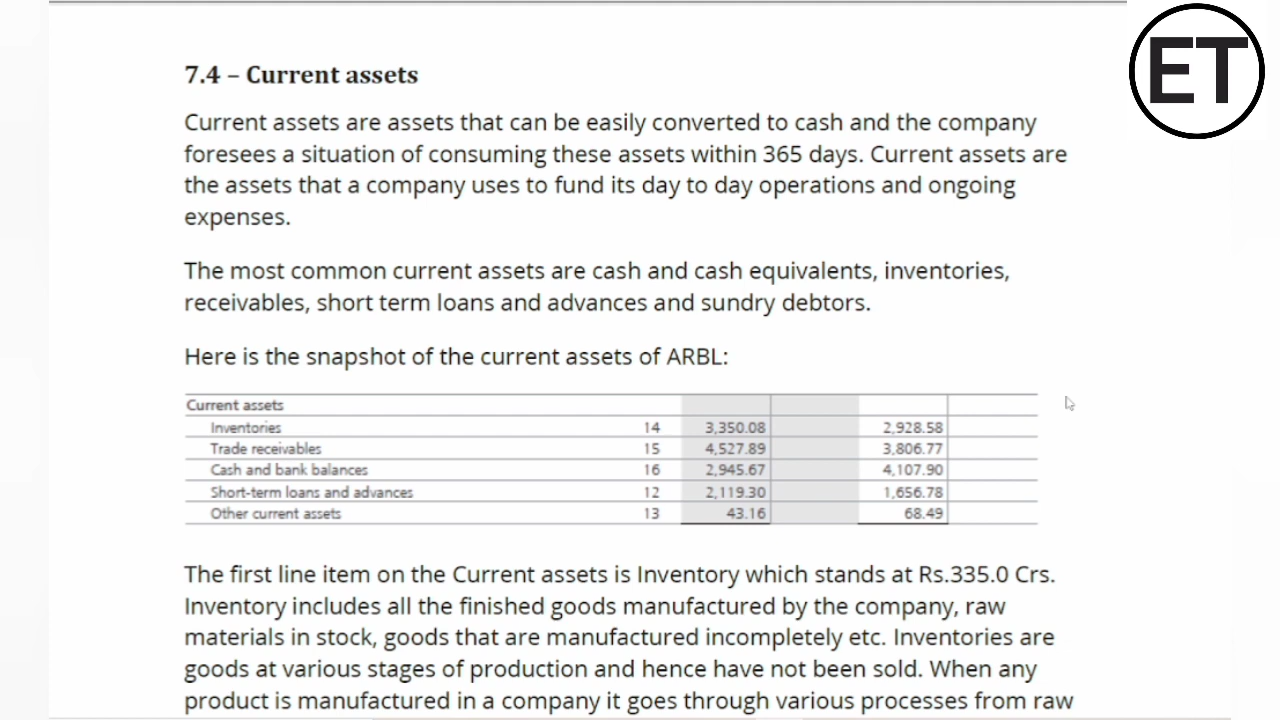 ET
7.4 – Current assets
Current assets are assets that can be easily converted to cash and the company
foresees a situation of consuming these assets within 365 days. Current assets are
the assets that a company uses to fund its day to day operations and ongoing
expenses.
The most common current assets are cash and cash equivalents, inventories,
receivables, short term loans and advances and sundry debtors.
Here is the snapshot of the current assets of ARBL:
Current assets
Inventories 14 3,350.08 2,928.58
Trade receivables 15 4,527.89 3,806.77
Cash and bank balances 16 2,945.67 4,107.90
Short-term loans and advances 12 2,119.30 1,656.78
Other current assets 13 43.16 68.49
The first line item on the Current assets is Inventory which stands at Rs.335.0 Crs.
Inventory includes all the finished goods manufactured by the company, raw
materials in stock, goods that are manufactured incompletely etc. Inventories are
goods at various stages of production and hence have not been sold. When any
product is manufactured in a company it goes through various processes from raw